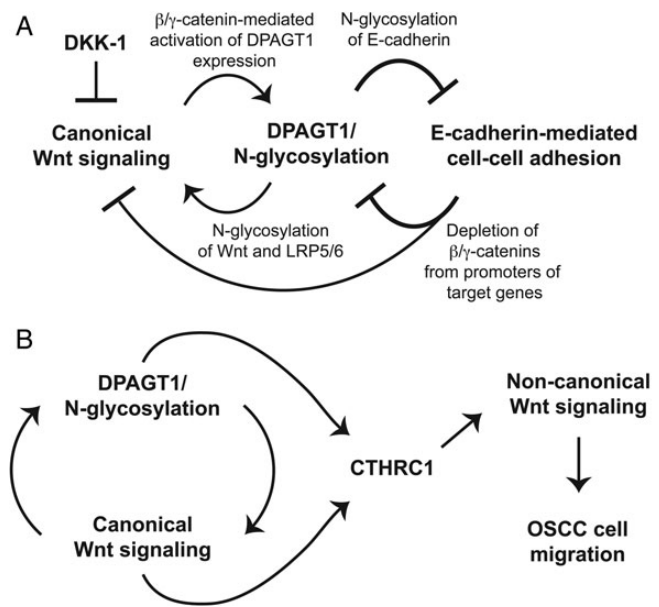 A
DKK-1
β/γ-catenin-mediated
activation of DPAGT1
expression
N-glycosylation
of E-cadherin
Canonical
Wnt signaling
DPAGT1/
N-glycosylation
E-cadherin-mediated
cell-cell adhesion
N-glycosylation
of Wnt and LRP5/6
Depletion of
β/γ-catenins
from promoters of
target genes
B
DPAGT1/
N-glycosylation
Canonical
Wnt signaling
CTHRC1
Non-canonical
Wnt signaling
OSCC cell
migration